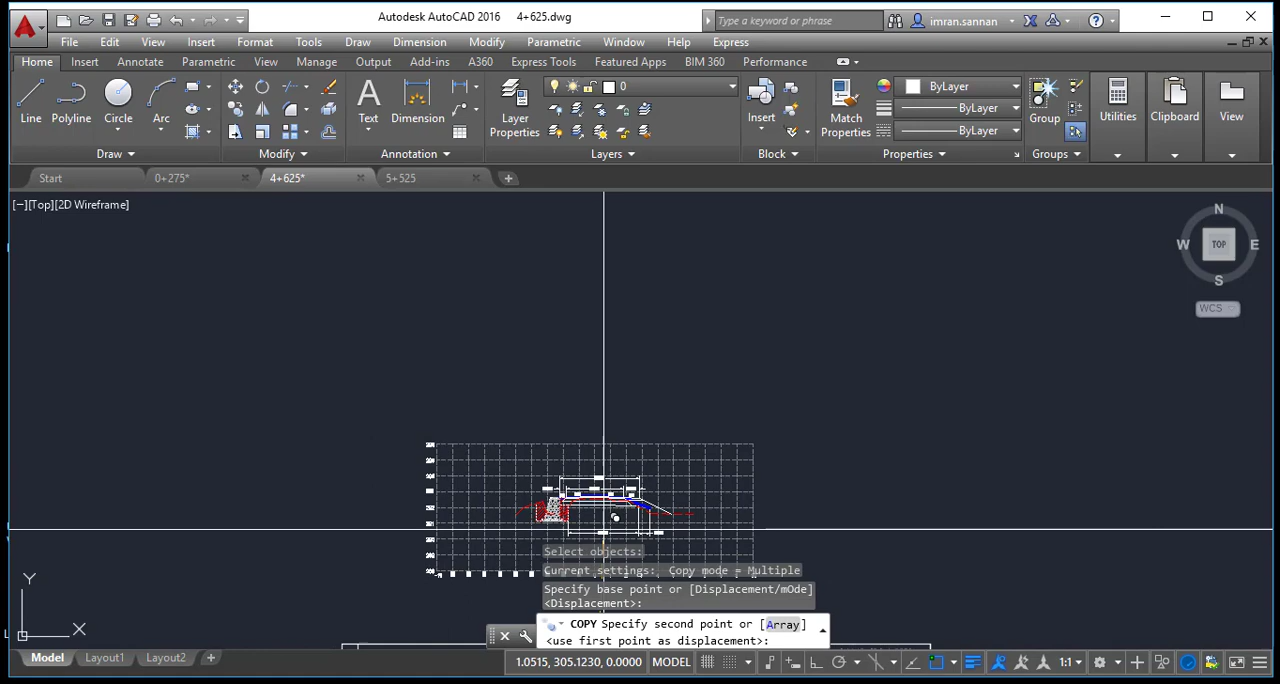 Autodesk AutoCAD 2016 4+625.dwg
Type a keyword or phrase
imran.sannan
File Edit View Insert Format Tools Draw Dimension Modify Parametric Window Help Express
Home Insert Annotate Parametric View Manage Output Add-ins A360 Express Tools Featured Apps BIM 360 Performance
Line Polyline Circle Arc
Text Dimension
Layer
Properties
0
Insert
Match
Properties
ByLayer
ByLayer
ByLayer
Group
Utilities Clipboard View
Draw Modify Annotation Layers Block Properties Groups
Start 0+275* 4+625* 5+525
[−][Top][2D Wireframe]
N
W TOP E
S
WCS
Select objects:
Current settings: Copy mode = Multiple
Specify base point or [Displacement/mOde]
<Displacement>:
COPY Specify second point or [Array]
<use first point as displacement>:
Y
X
Model Layout1 Layout2
1.0515, 305.1230, 0.0000 MODEL
1:1